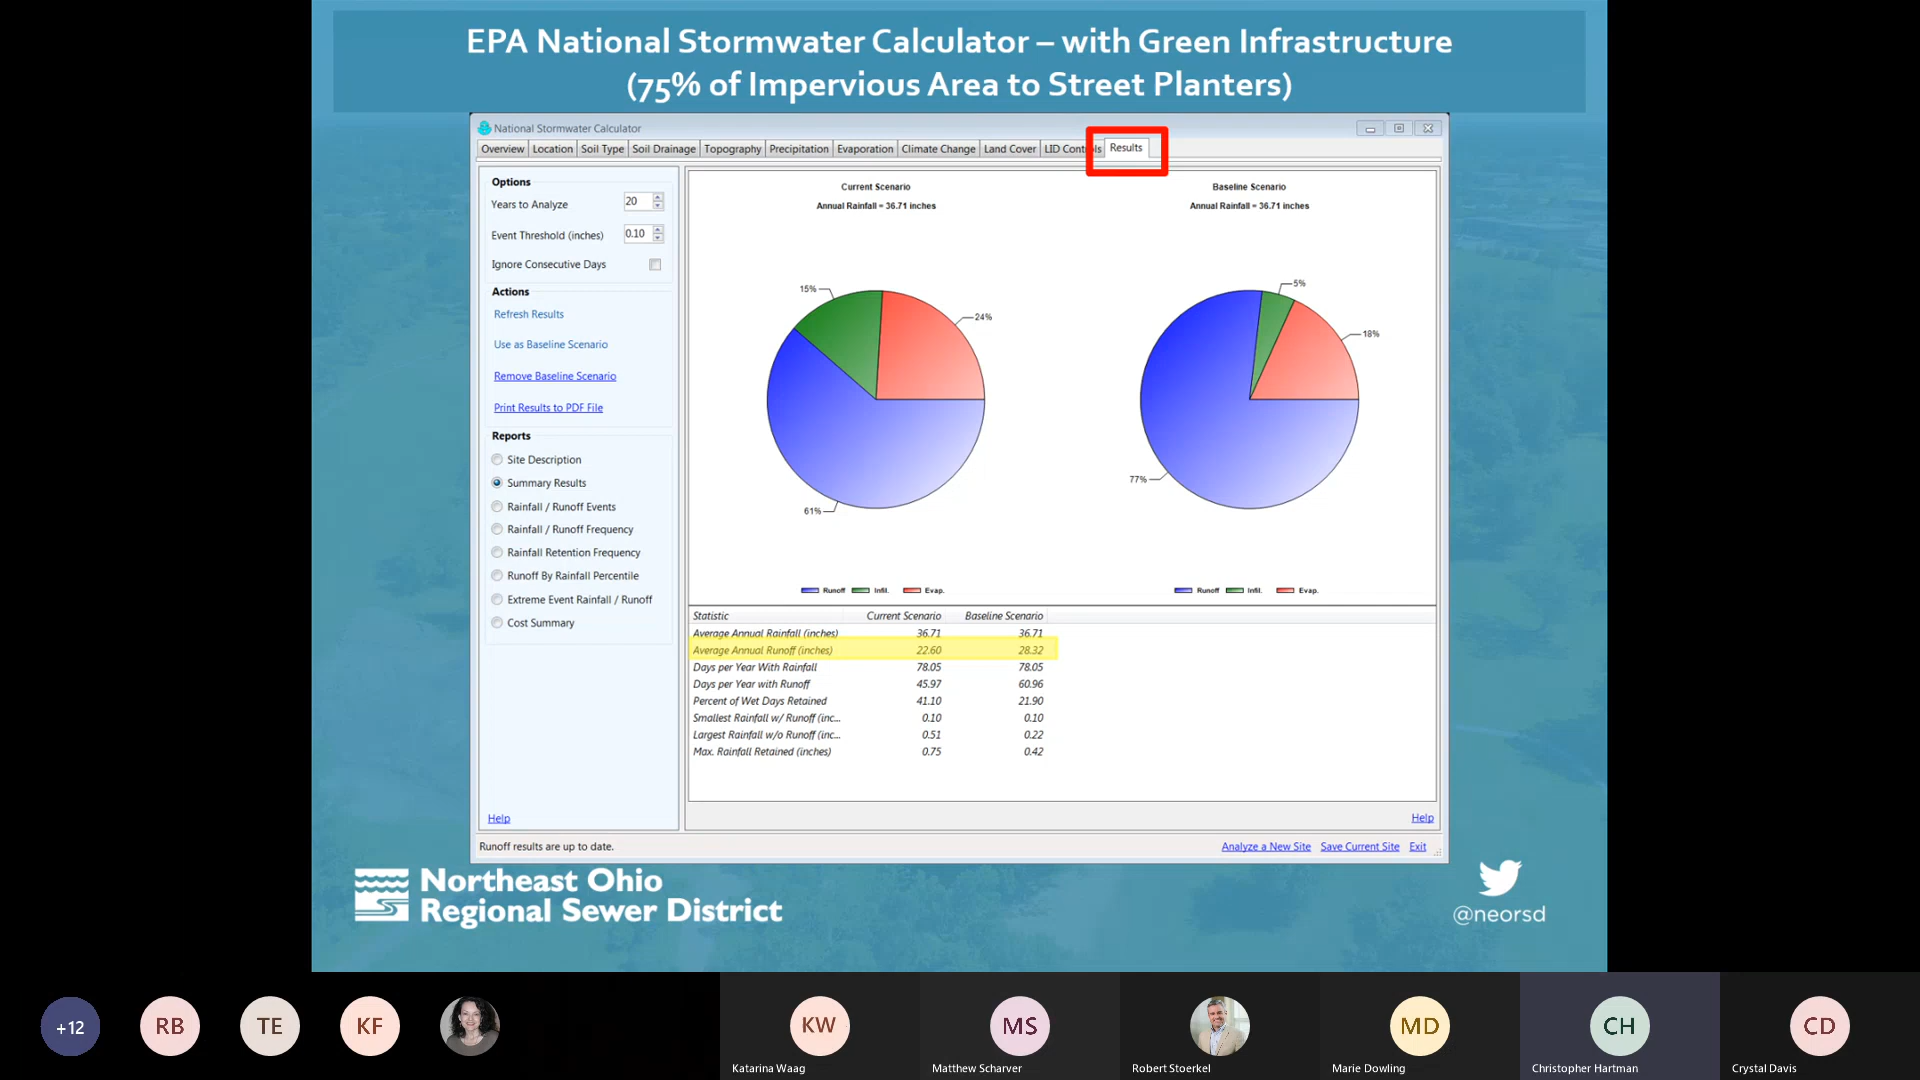 EPA National Stormwater Calculator – with Green Infrastructure
(75% of Impervious Area to Street Planters)
National Stormwater Calculator
Overview Location Soil Type Soil Drainage Topography Precipitation Evaporation Climate Change Land Cover LID Controls Results
Options
Years to Analyze 20
Event Threshold (inches) 0.10
Ignore Consecutive Days
Actions
Refresh Results
Use as Baseline Scenario
Remove Baseline Scenario
Print Results to PDF File
Reports
Site Description
Summary Results
Rainfall / Runoff Events
Rainfall / Runoff Frequency
Rainfall Retention Frequency
Runoff By Rainfall Percentile
Extreme Event Rainfall / Runoff
Cost Summary
Help
Current Scenario
Annual Rainfall = 36.71 inches
15%
24%
61%
Runoff Infil. Evap.
Baseline Scenario
Annual Rainfall = 36.71 inches
5%
18%
77%
Runoff Infil. Evap.
Statistic Current Scenario Baseline Scenario
Average Annual Rainfall (inches) 36.71 36.71
Average Annual Runoff (inches) 22.60 28.32
Days per Year With Rainfall 78.05 78.05
Days per Year with Runoff 45.97 60.96
Percent of Wet Days Retained 41.10 21.90
Smallest Rainfall w/ Runoff (inc... 0.10 0.10
Largest Rainfall w/o Runoff (inc... 0.51 0.22
Max. Rainfall Retained (inches) 0.75 0.42
Help
Runoff results are up to date.
Analyze a New Site Save Current Site Exit
Northeast Ohio
Regional Sewer District
@neorsd
+12
RB
TE
KF
KW
Katarina Waag
MS
Matthew Scharver
Robert Stoerkel
MD
Marie Dowling
CH
Christopher Hartman
CD
Crystal Davis